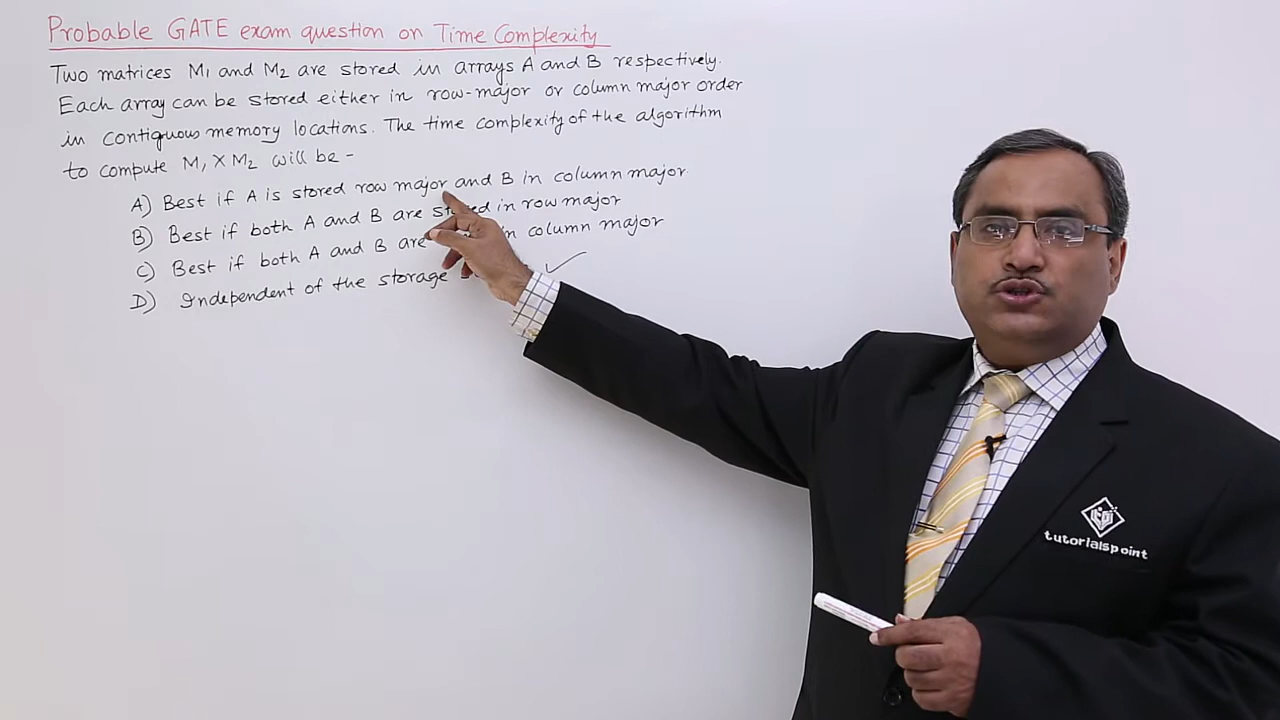 Probable GATE exam question on Time Complexity
Two matrices M1 and M2 are stored in arrays A and B respectively.
Each array can be stored either in row-major or column major order
in contiguous memory locations. The time complexity of the algorithm
to compute M1 X M2 will be -
A) Best if A is stored row major and B in column major.
B) Best if both A and B are stored in row major
C) Best if both A and B are in column major
D) Independent of the storage
tutorialspoint